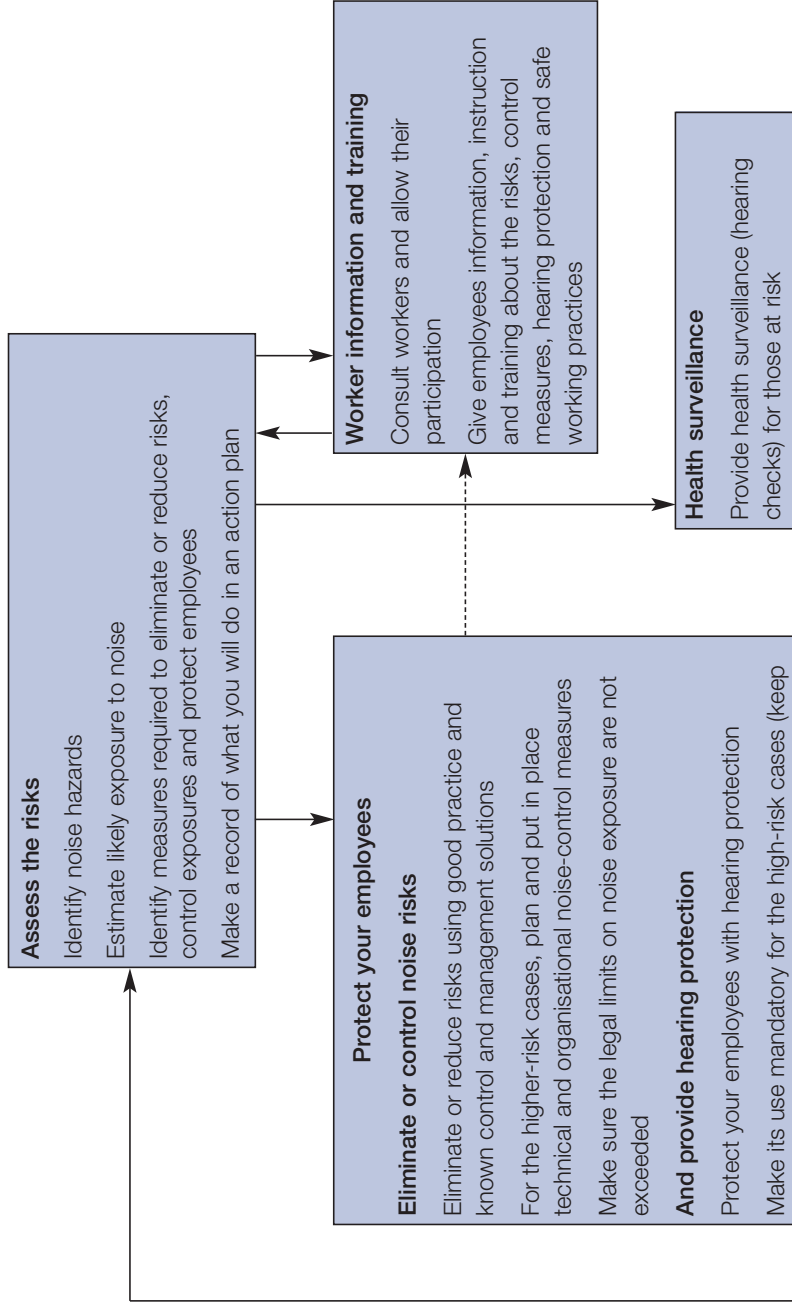 Assess the risks
Identify noise hazards
Estimate likely exposure to noise
Identify measures required to eliminate or reduce risks,
control exposures and protect employees
Make a record of what you will do in an action plan
Protect your employees
Eliminate or control noise risks
Eliminate or reduce risks using good practice and
known control and management solutions
For the higher-risk cases, plan and put in place
technical and organisational noise-control measures
Make sure the legal limits on noise exposure are not
exceeded
And provide hearing protection
Protect your employees with hearing protection
Make its use mandatory for the high-risk cases (keep
Worker information and training
Consult workers and allow their
participation
Give employees information, instruction
and training about the risks, control
measures, hearing protection and safe
working practices
Health surveillance
Provide health surveillance (hearing
checks) for those at risk